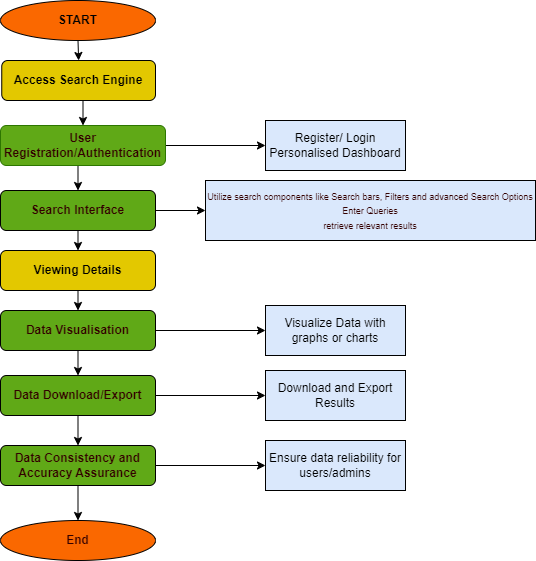 START
Access Search Engine
User
Registration/Authentication
Register/ Login
Personalised Dashboard
Search Interface
Utilize search components like Search bars, Filters and advanced Search Options
Enter Queries
retrieve relevant results
Viewing Details
Data Visualisation
Visualize Data with
graphs or charts
Data Download/Export
Download and Export
Results
Data Consistency and
Accuracy Assurance
Ensure data reliability for
users/admins
End